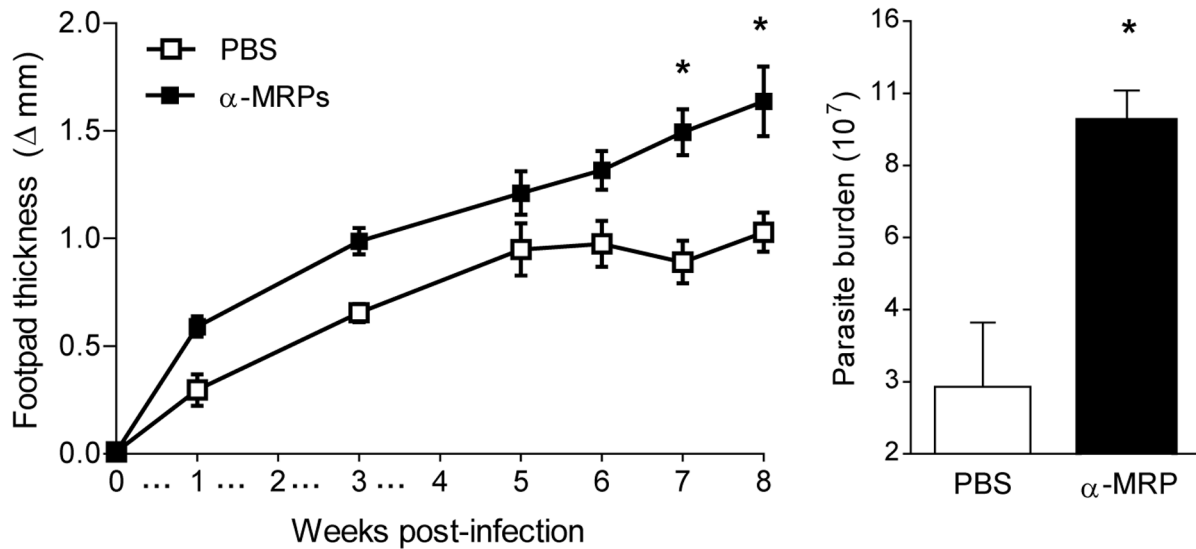 2.0
1.5
1.0
0.5
0.0
Footpad thickness (Δ mm)
PBS
α-MRPs
*
*
0 ... 1 ... 2 ... 3 ... 4 5 6 7 8
Weeks post-infection
16
11
8
6
4
3
2
Parasite burden (10⁷)
*
PBS α-MRP